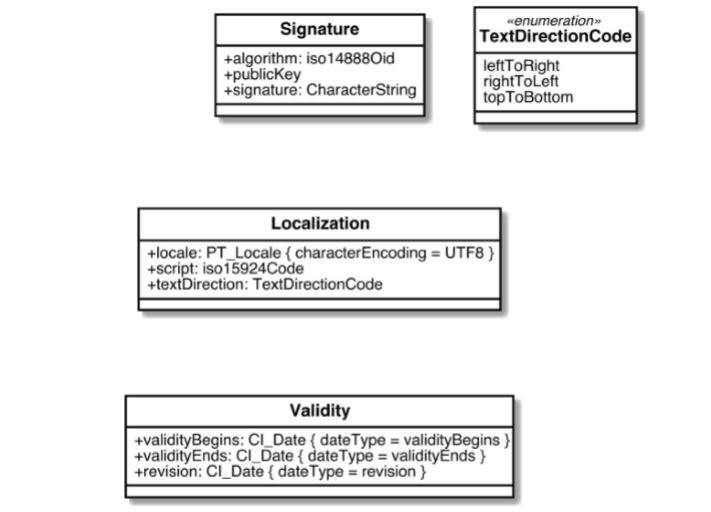 Signature
+algorithm: iso14888Oid
+publicKey
+signature: CharacterString
«enumeration»
TextDirectionCode
leftToRight
rightToLeft
topToBottom
Localization
+locale: PT_Locale { characterEncoding = UTF8 }
+script: iso15924Code
+textDirection: TextDirectionCode
Validity
+validityBegins: CI_Date { dateType = validityBegins }
+validityEnds: CI_Date { dateType = validityEnds }
+revision: CI_Date { dateType = revision }